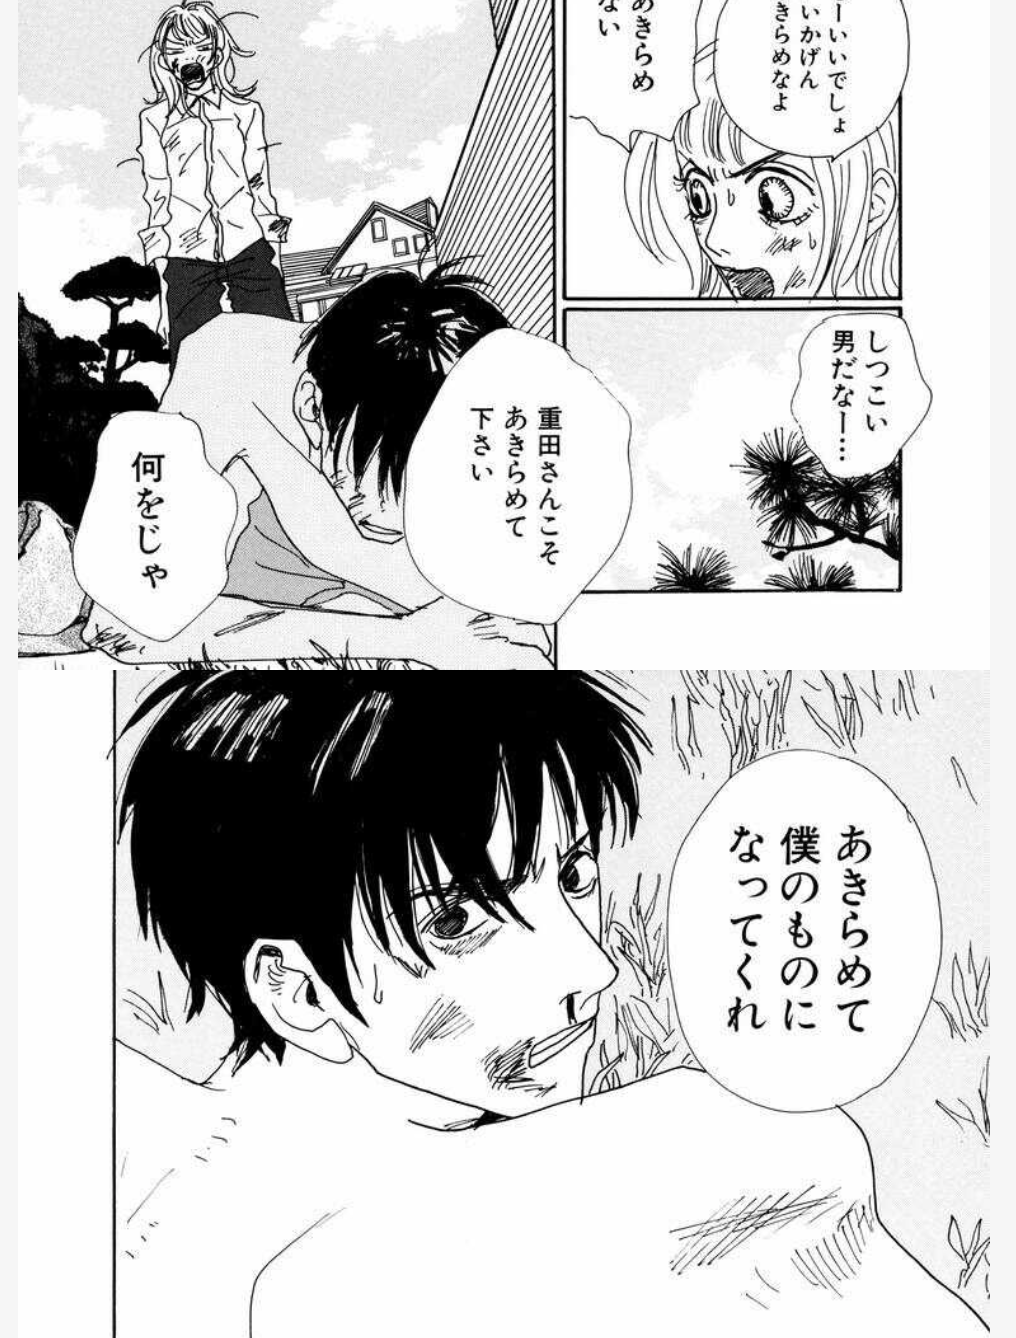 いいでしょ
いいかげん
きらめなよ
あきらめ
ない
しつこい
男だなー…
重田さんこそ
あきらめて
下さい
何をじゃ
あきらめて
僕のものに
なってくれ